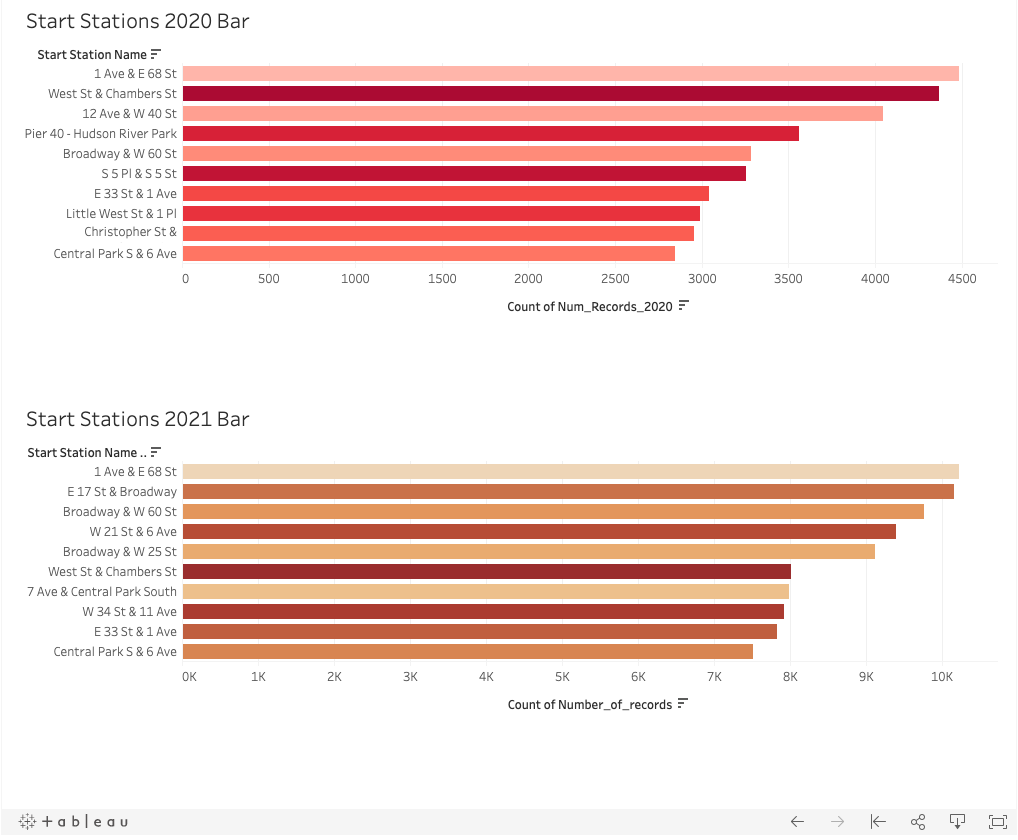 Start Stations 2020 Bar
Start Station Name
1 Ave & E 68 St
West St & Chambers St
12 Ave & W 40 St
Pier 40 - Hudson River Park
Broadway & W 60 St
S 5 Pl & S 5 St
E 33 St & 1 Ave
Little West St & 1 Pl
Christopher St &
Central Park S & 6 Ave
0 500 1000 1500 2000 2500 3000 3500 4000 4500
Count of Num_Records_2020
Start Stations 2021 Bar
Start Station Name ..
1 Ave & E 68 St
E 17 St & Broadway
Broadway & W 60 St
W 21 St & 6 Ave
Broadway & W 25 St
West St & Chambers St
7 Ave & Central Park South
W 34 St & 11 Ave
E 33 St & 1 Ave
Central Park S & 6 Ave
0K 1K 2K 3K 4K 5K 6K 7K 8K 9K 10K
Count of Number_of_records
+ a b | e a u